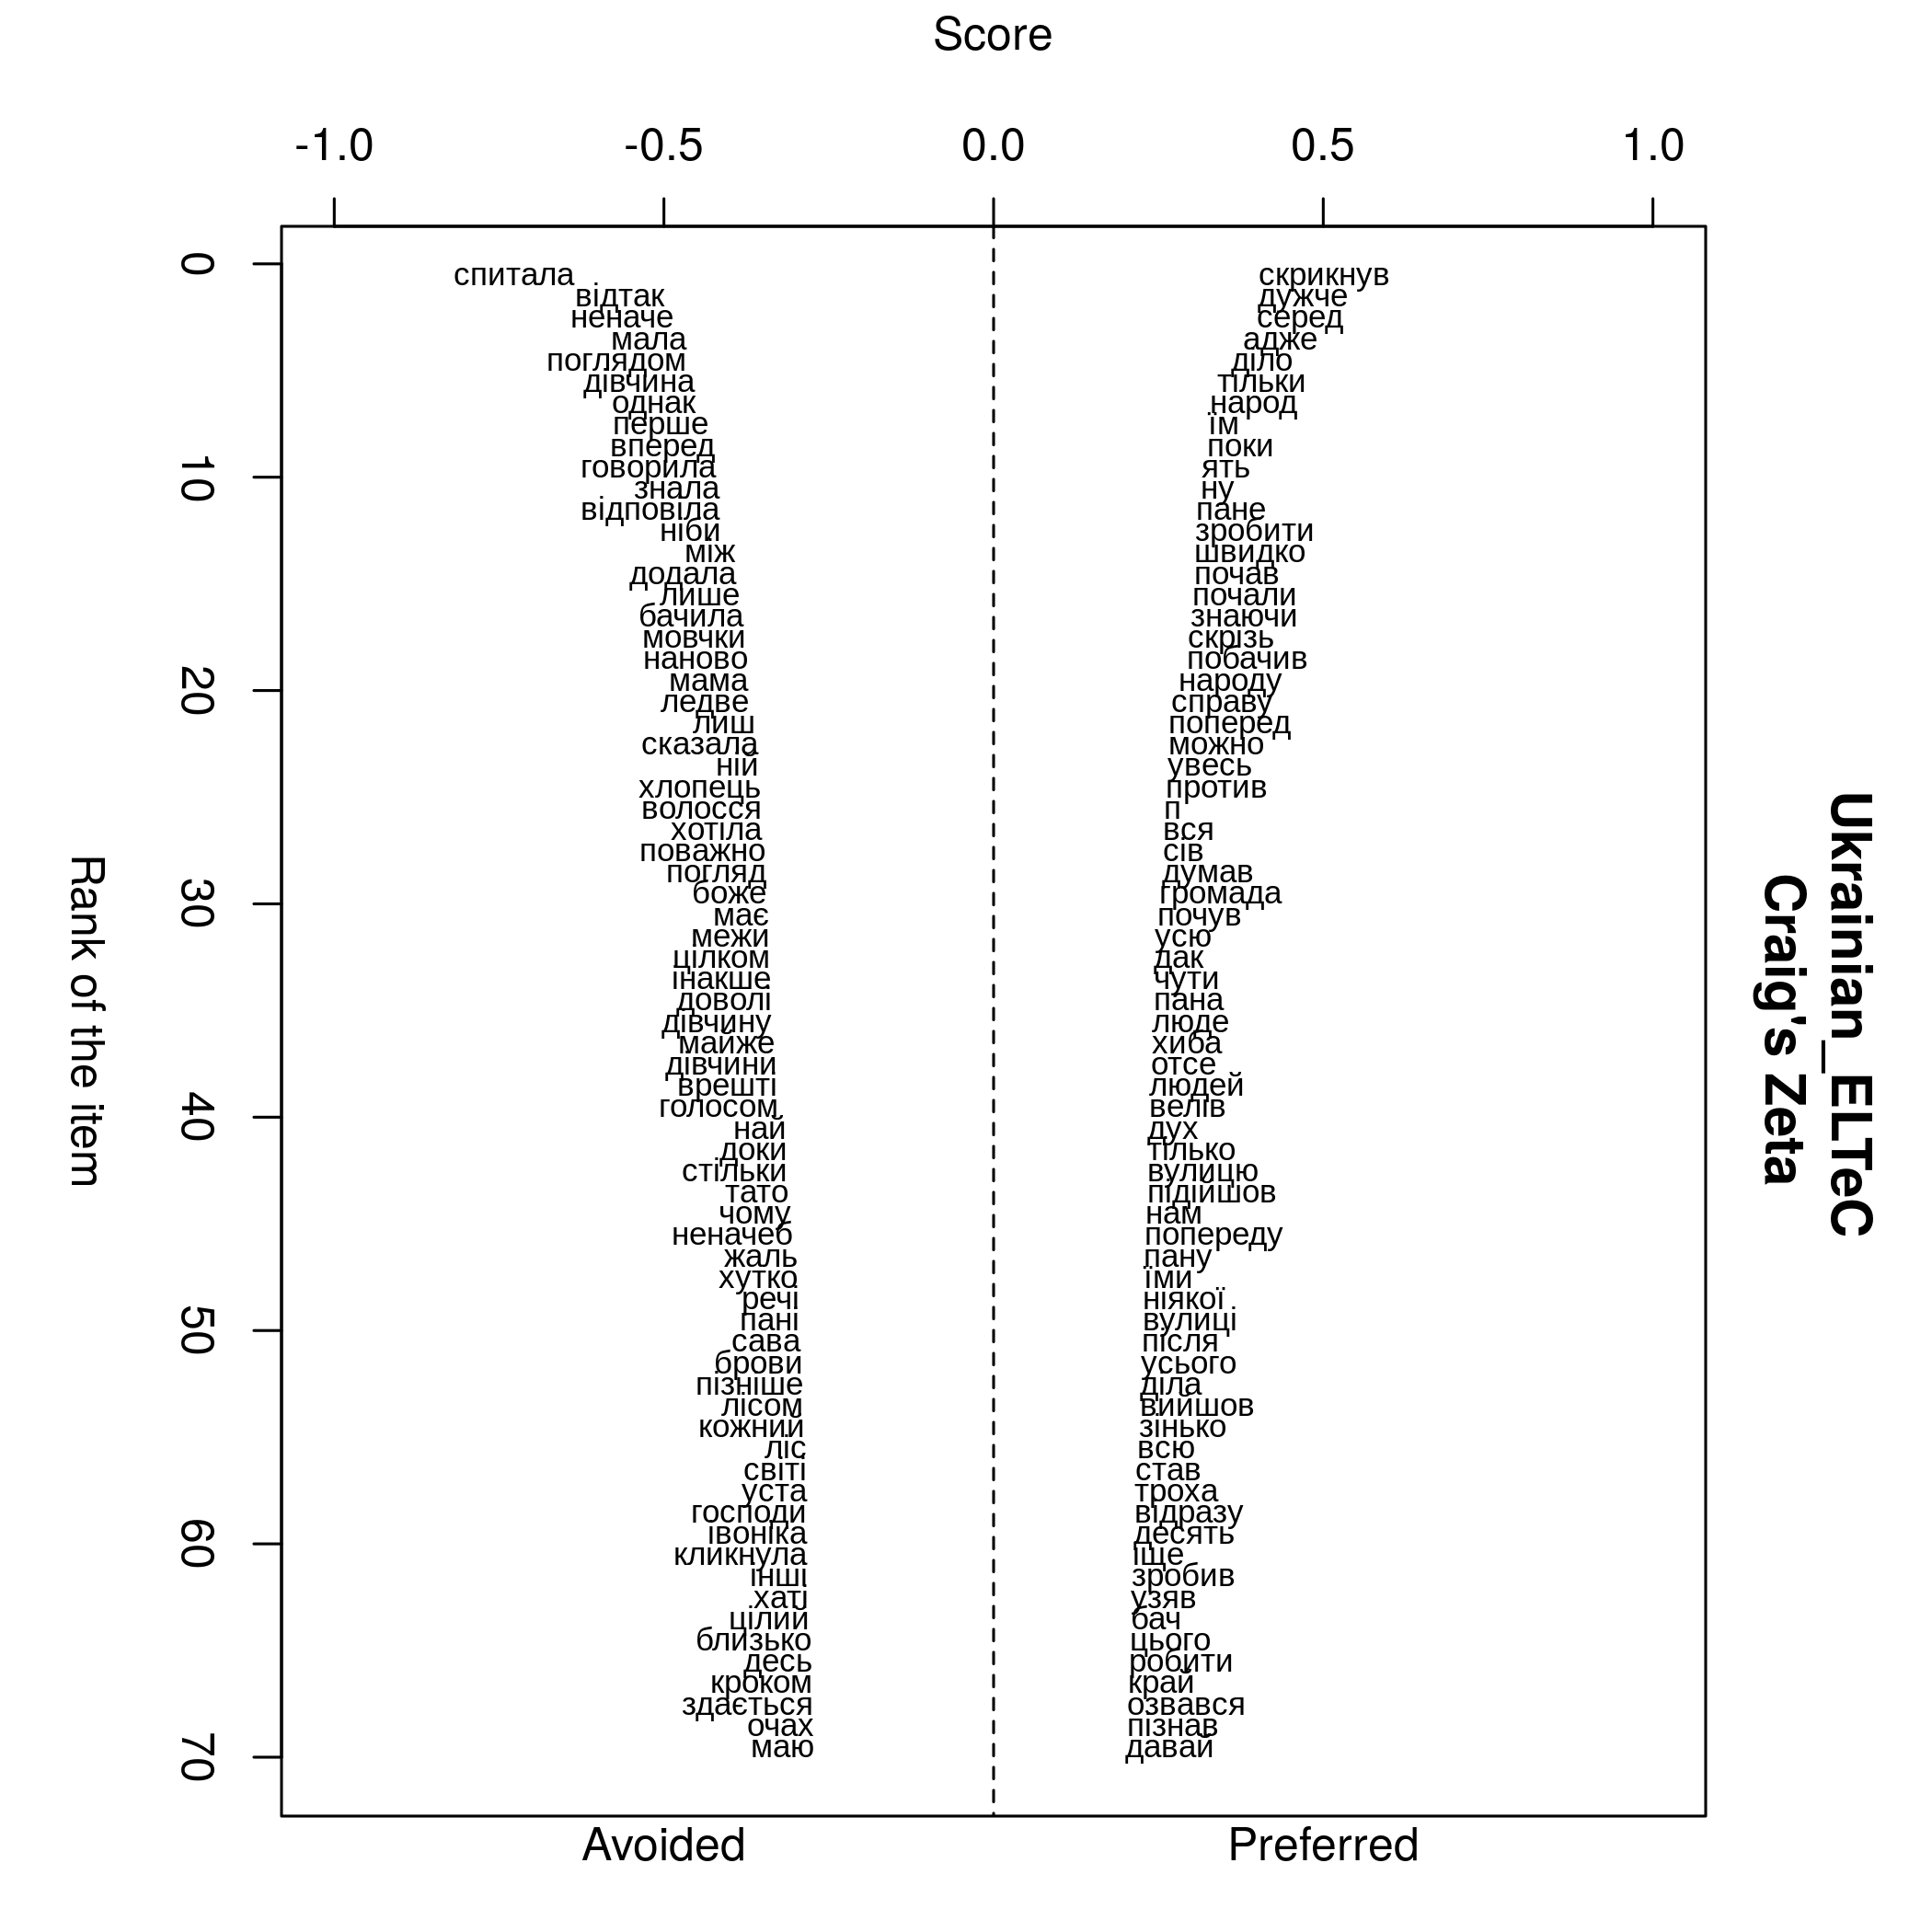 Score
-1.0 -0.5 0.0 0.5 1.0
Ukrainian_ELTeC
Craig's Zeta
Rank of the item
0
10
20
30
40
50
60
70
спитала
відтак
неначе
мала
поглядом
дівчина
однак
перше
вперед
говорила
знала
відповіла
ніби
між
додала
лише
бачила
мовчки
наново
мама
ледве
лиш
сказала
ній
хлопець
волосся
хотіла
поважно
погляд
боже
має
межи
цілком
інакше
доволі
дівчину
майже
дівчини
врешті
голосом
най
доки
стільки
тато
чому
неначеб
жаль
хутко
речі
пані
сава
брови
пізніше
лісом
кожний
ліс
світі
уста
господи
івоніка
кликнула
інші
хаті
цілий
близько
десь
кроком
здається
очах
маю
скрикнув
дужче
серед
адже
діло
тільки
народ
їм
поки
ять
ну
пане
зробити
швидко
почав
почали
знаючи
скрізь
побачив
народу
справу
поперед
можно
увесь
против
п
вся
сів
думав
громада
почув
усю
дак
чути
пана
люде
хиба
отсе
людей
велів
дух
тілько
вулицю
підійшов
нам
попереду
пану
їми
ніякої
вулиці
після
усього
діла
вийшов
зінько
всю
став
троха
відразу
десять
іще
зробив
узяв
бач
цього
робити
край
озвався
пізнав
давай
Avoided
Preferred